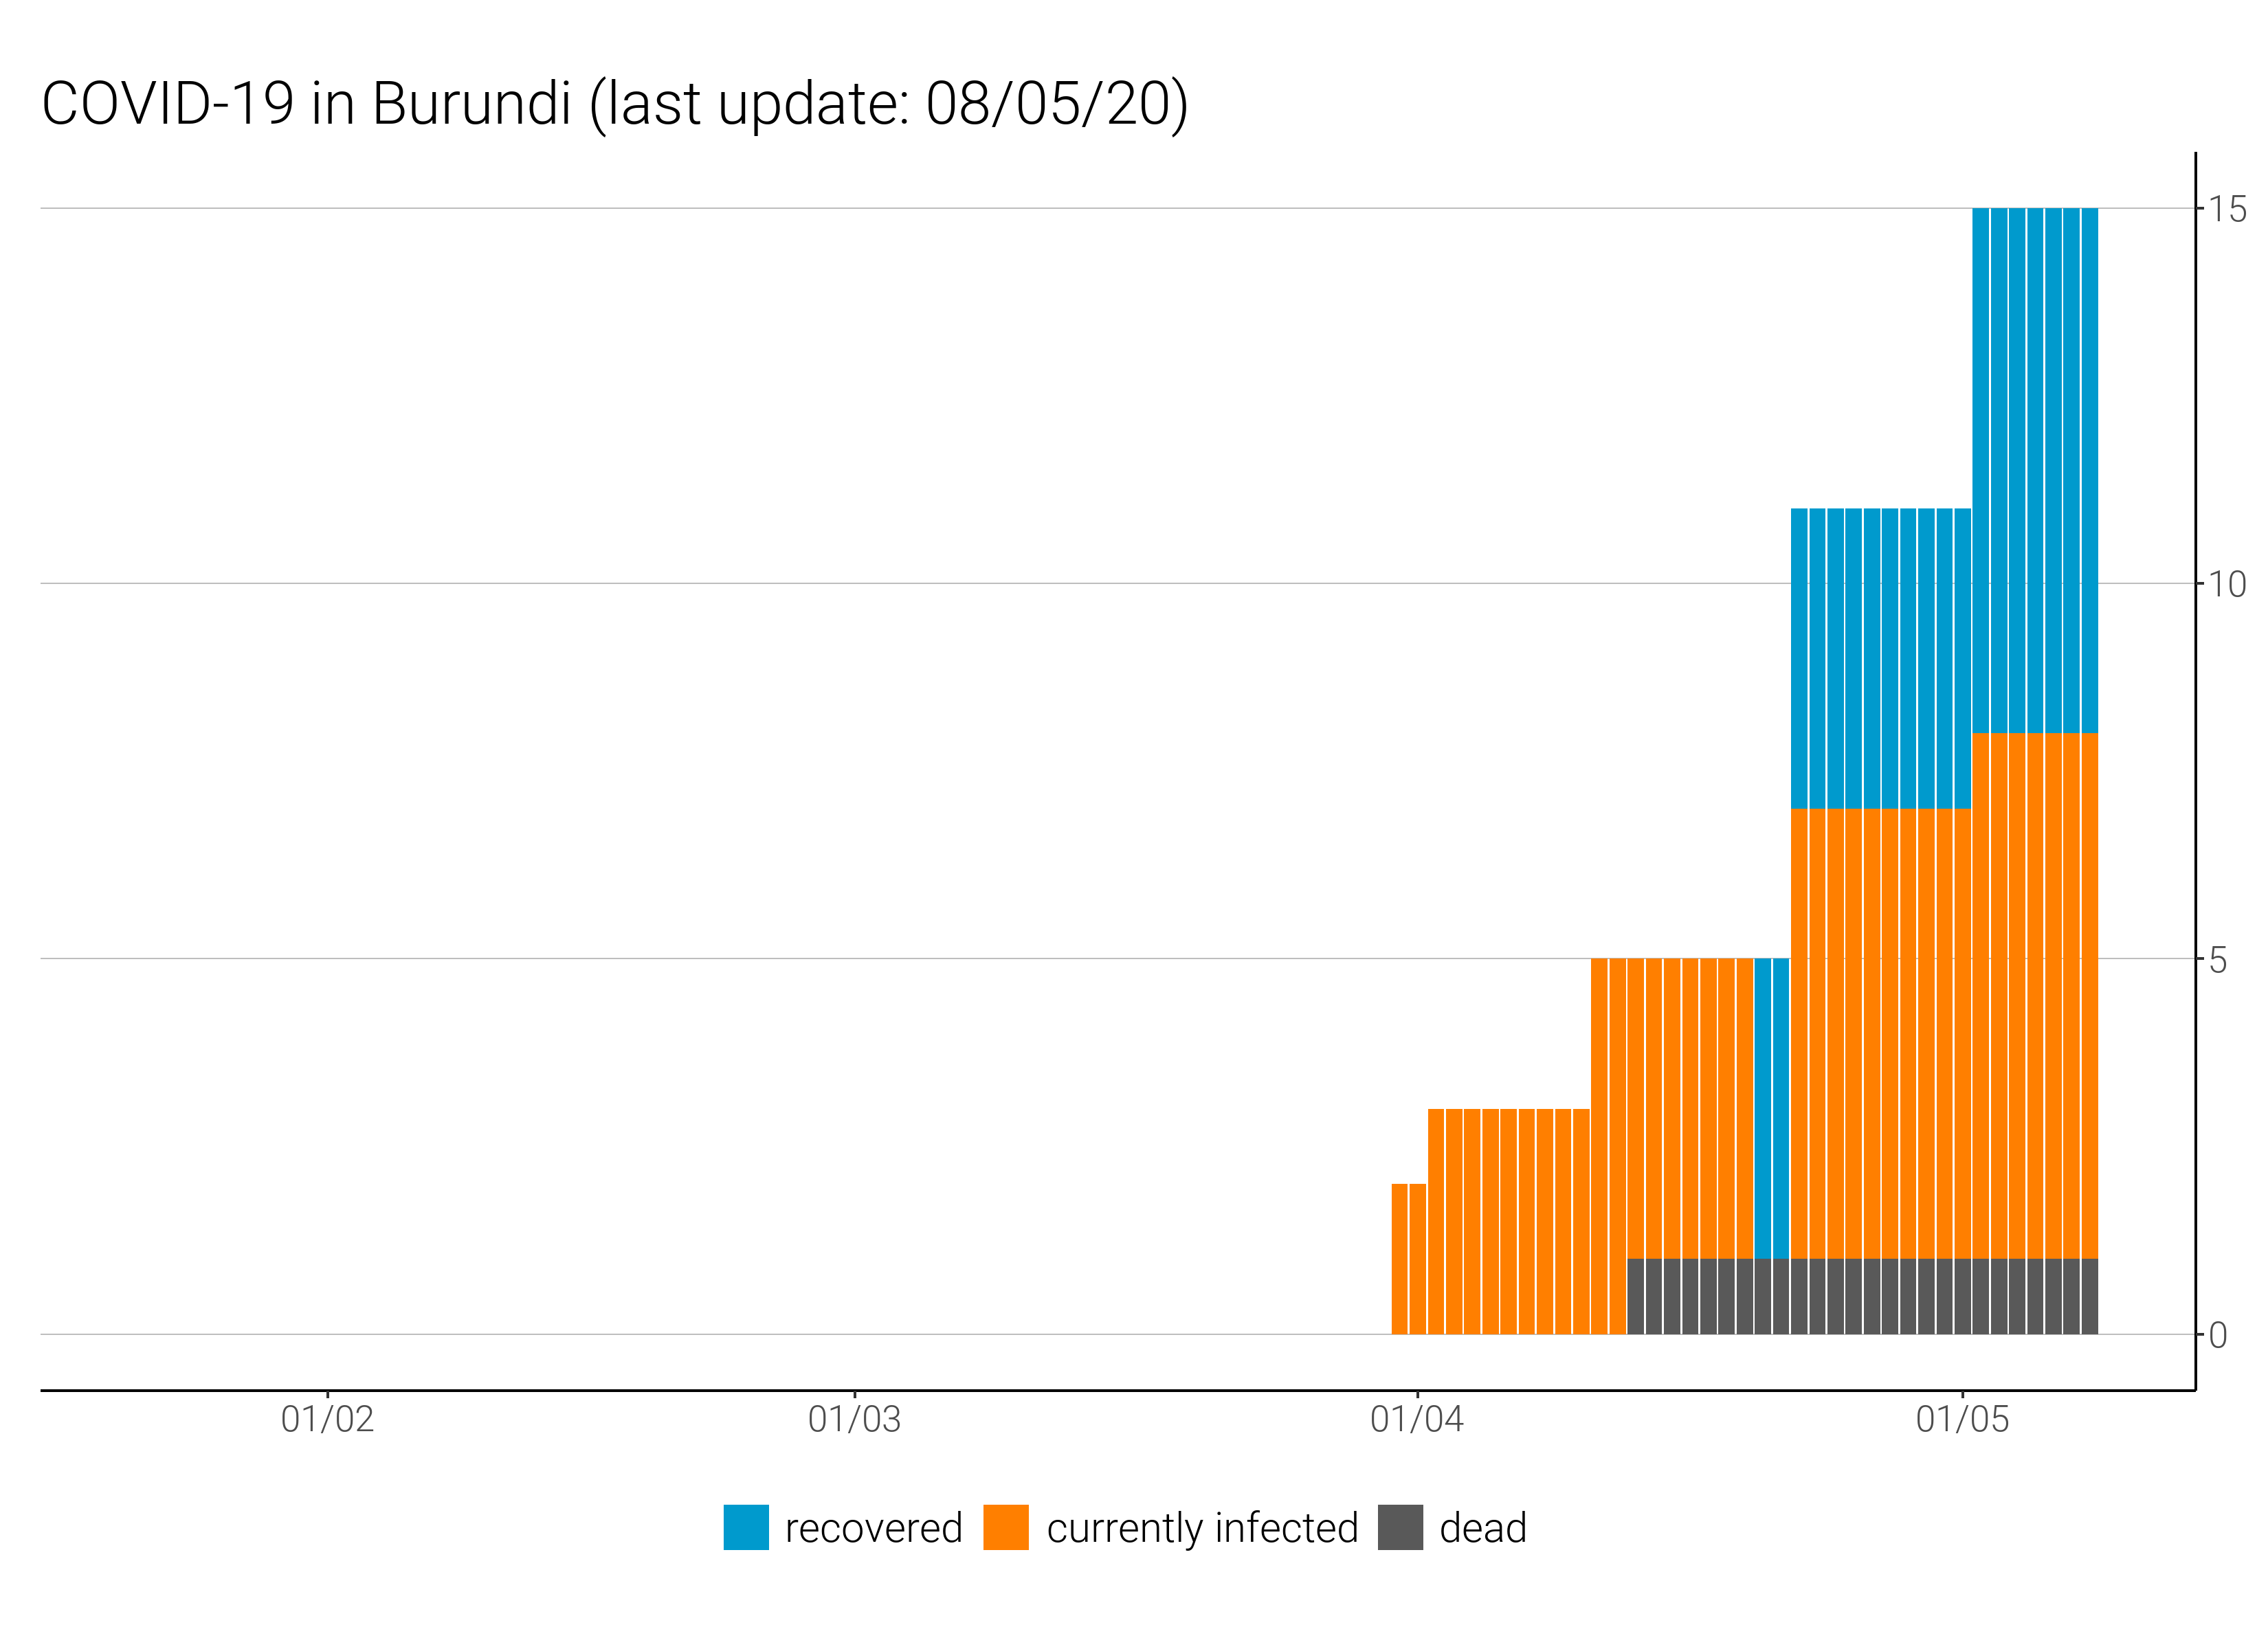 COVID-19 in Burundi (last update: 08/05/20)
15
10
5
0
01/02 01/03 01/04 01/05
recovered currently infected dead